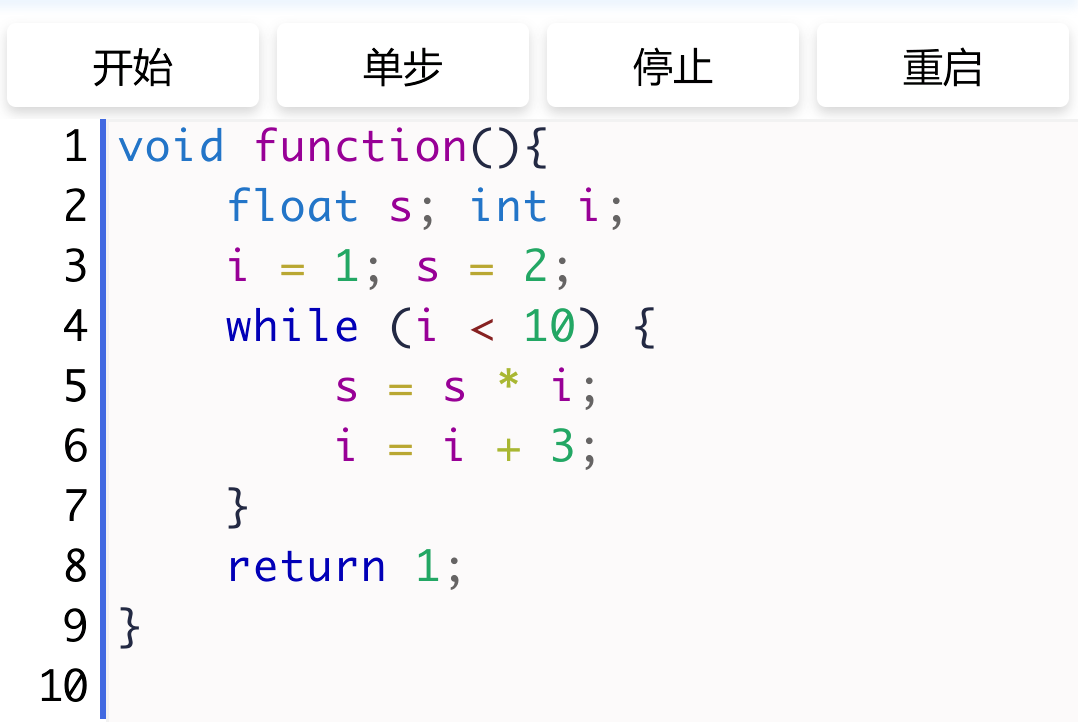 开始 单步 停止 重启
1 void function(){
2     float s; int i;
3     i = 1; s = 2;
4     while (i < 10) {
5         s = s * i;
6         i = i + 3;
7     }
8     return 1;
9 }
10